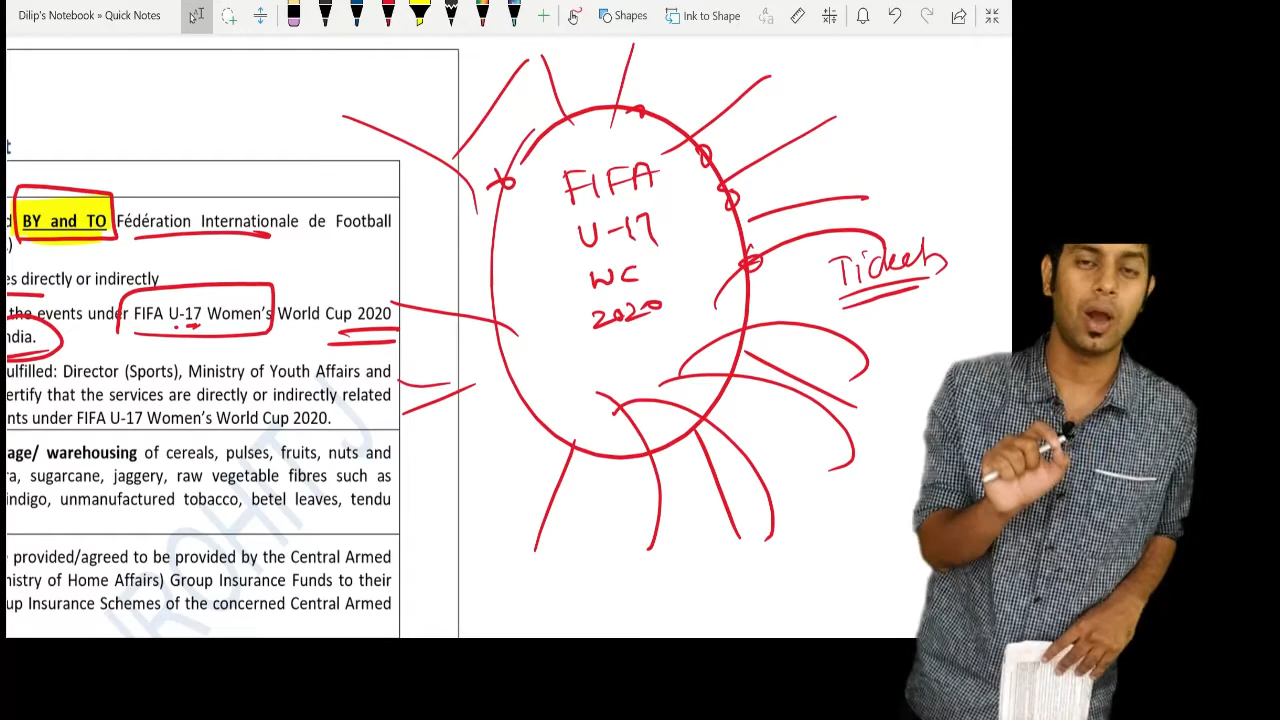 Dilip's Notebook » Quick Notes
Shapes
Ink to Shape
FIFA
U-17
WC
2020
Tickets
t
d BY and TO Fédération Internationale de Football
)
es directly or indirectly
the events under FIFA U-17 Women's World Cup 2020
ndia.
ulfilled: Director (Sports), Ministry of Youth Affairs and
ertify that the services are directly or indirectly related
nts under FIFA U-17 Women's World Cup 2020.
age/ warehousing of cereals, pulses, fruits, nuts and
ra, sugarcane, jaggery, raw vegetable fibres such as
indigo, unmanufactured tobacco, betel leaves, tendu
provided/agreed to be provided by the Central Armed
nistry of Home Affairs) Group Insurance Funds to their
up Insurance Schemes of the concerned Central Armed
ROHIT J